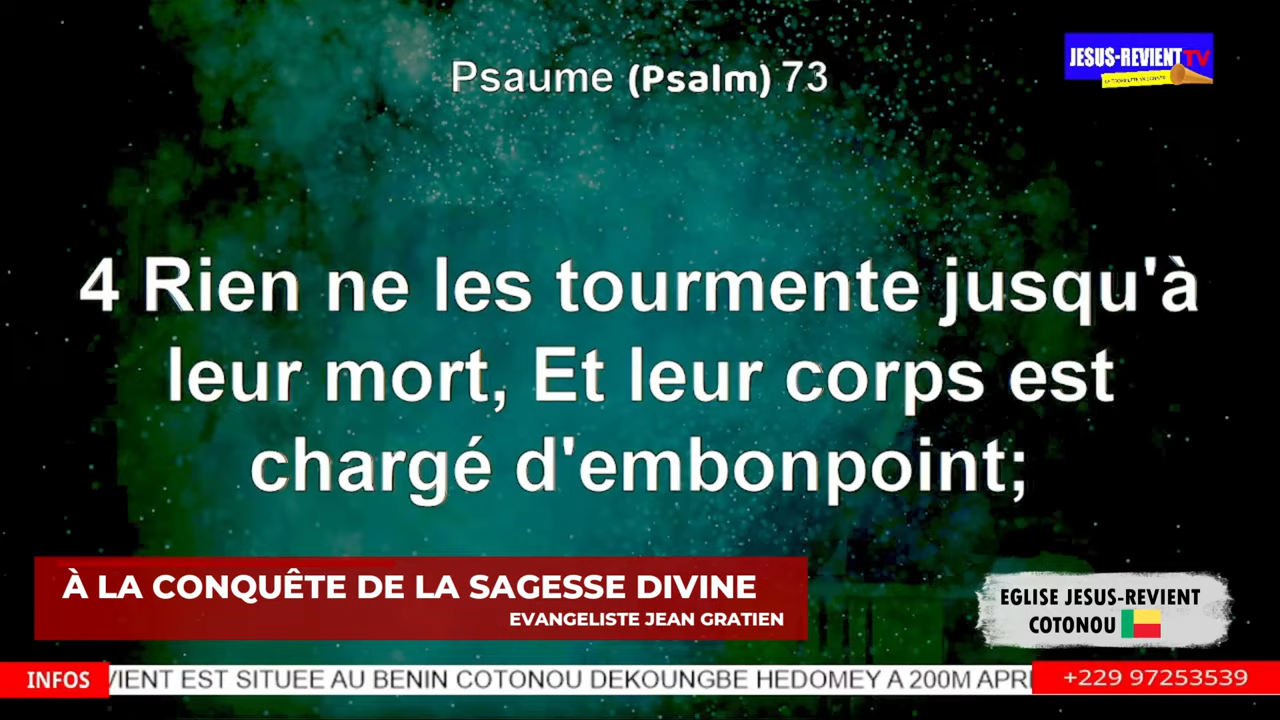 Psaume (Psalm) 73
JESUS-REVIENT TV
4 Rien ne les tourmente jusqu'à
leur mort, Et leur corps est
chargé d'embonpoint;
À LA CONQUÊTE DE LA SAGESSE DIVINE
EVANGELISTE JEAN GRATIEN
EGLISE JESUS-REVIENT
COTONOU
INFOS VIENT EST SITUEE AU BENIN COTONOU DEKOUNGBE HEDOMEY A 200M APR +229 97253539